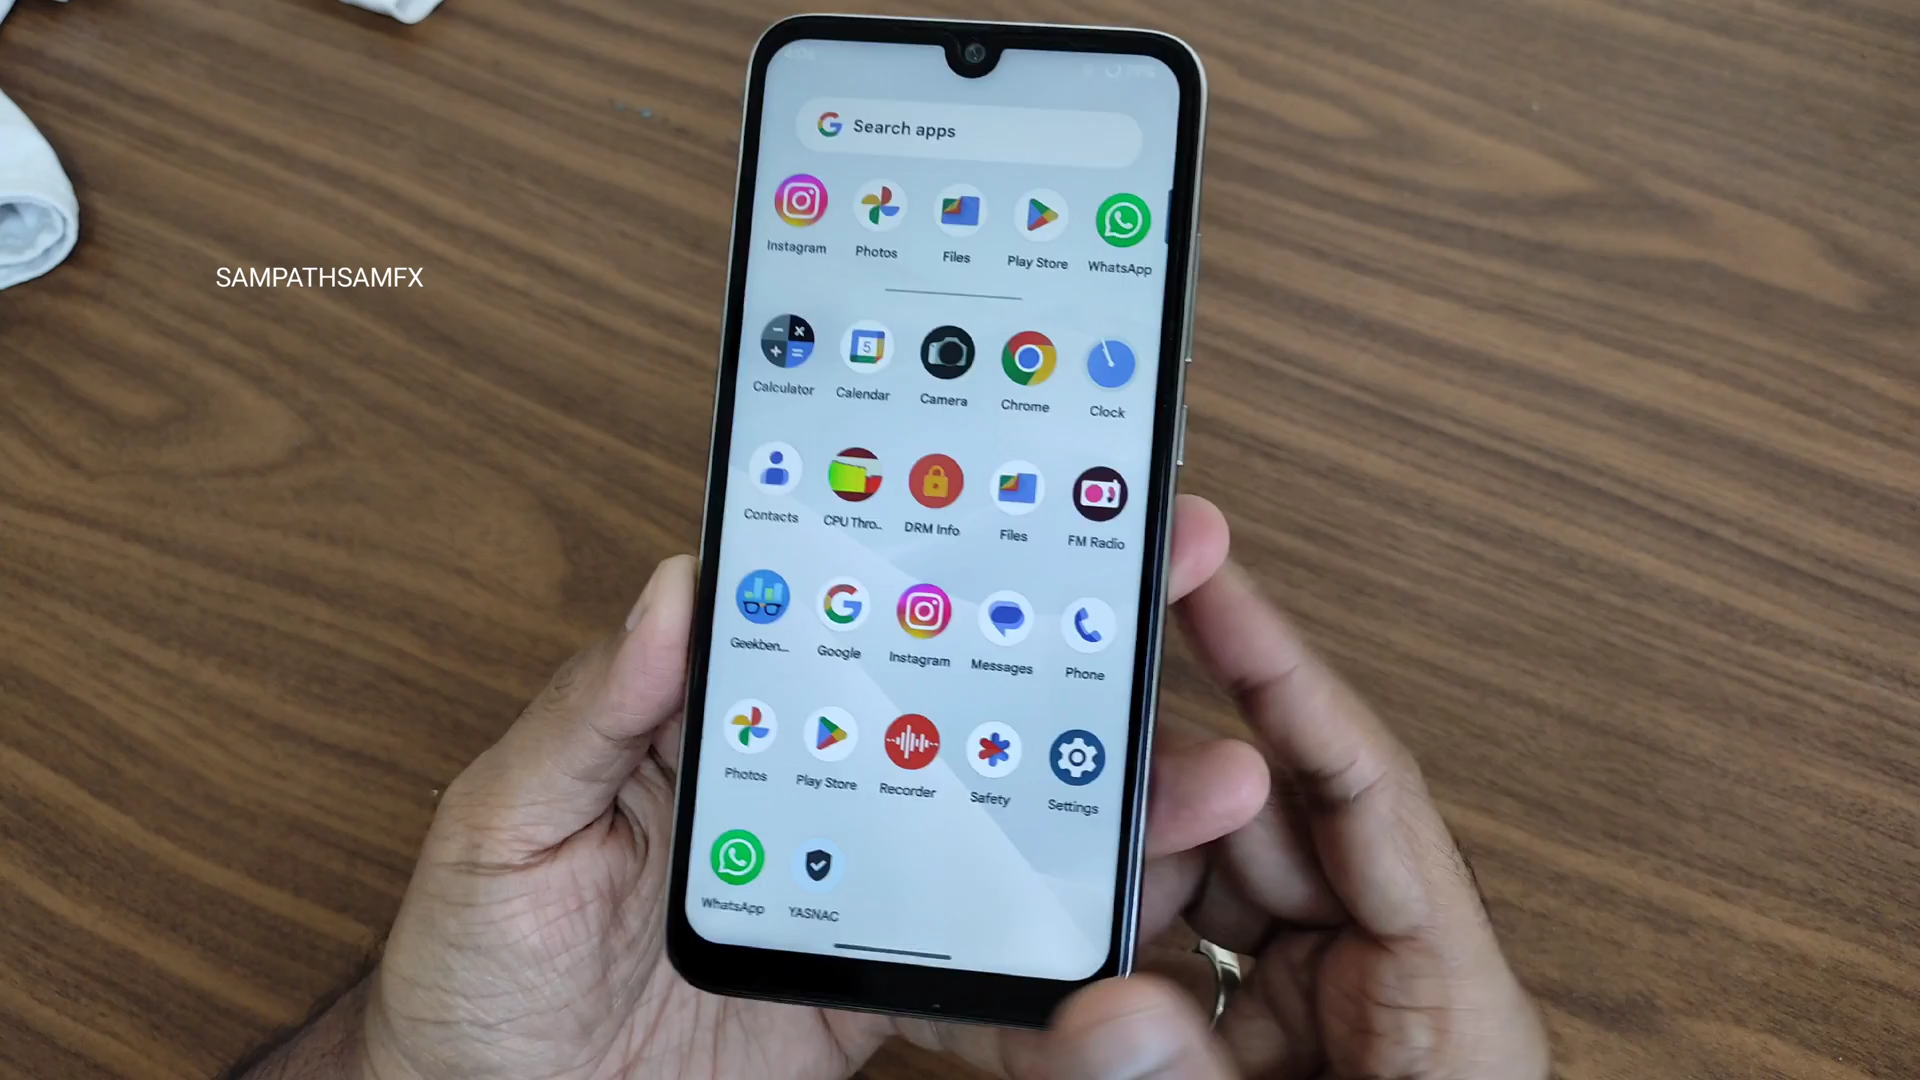 Search apps
Instagram Photos Files Play Store WhatsApp
SAMPATHSAMFX
Calculator Calendar Camera Chrome Clock
5
Contacts CPU Thro... DRM Info Files FM Radio
Geekben... Google Instagram Messages Phone
Photos Play Store Recorder Safety Settings
WhatsApp YASNAC